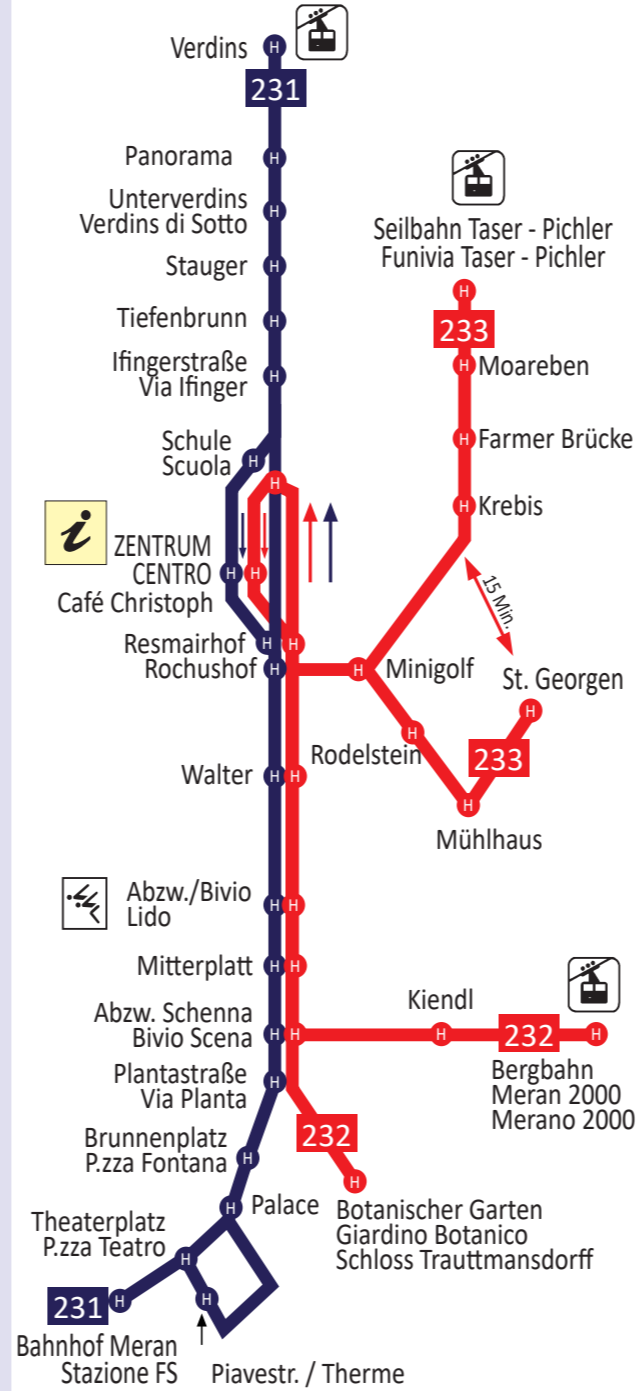 Verdins
231
Panorama
Unterverdins
Verdins di Sotto
Stauger
Tiefenbrunn
Ifingerstraße
Via Ifinger
Schule
Scuola
i
ZENTRUM
CENTRO
Café Christoph
Resmairhof
Rochushof
Walter
Abzw./Bivio
Lido
Mitterplatt
Abzw. Schenna
Bivio Scena
Plantastraße
Via Planta
Brunnenplatz
P.zza Fontana
Palace
Theaterplatz
P.zza Teatro
231
Bahnhof Meran
Stazione FS
Piavestr. / Therme
Seilbahn Taser - Pichler
Funivia Taser - Pichler
233
Moareben
Farmer Brücke
Krebis
15 Min.
Minigolf
St. Georgen
Rodelstein
233
Mühlhaus
Kiendl
232
Bergbahn
Meran 2000
Merano 2000
232
Botanischer Garten
Giardino Botanico
Schloss Trauttmansdorff